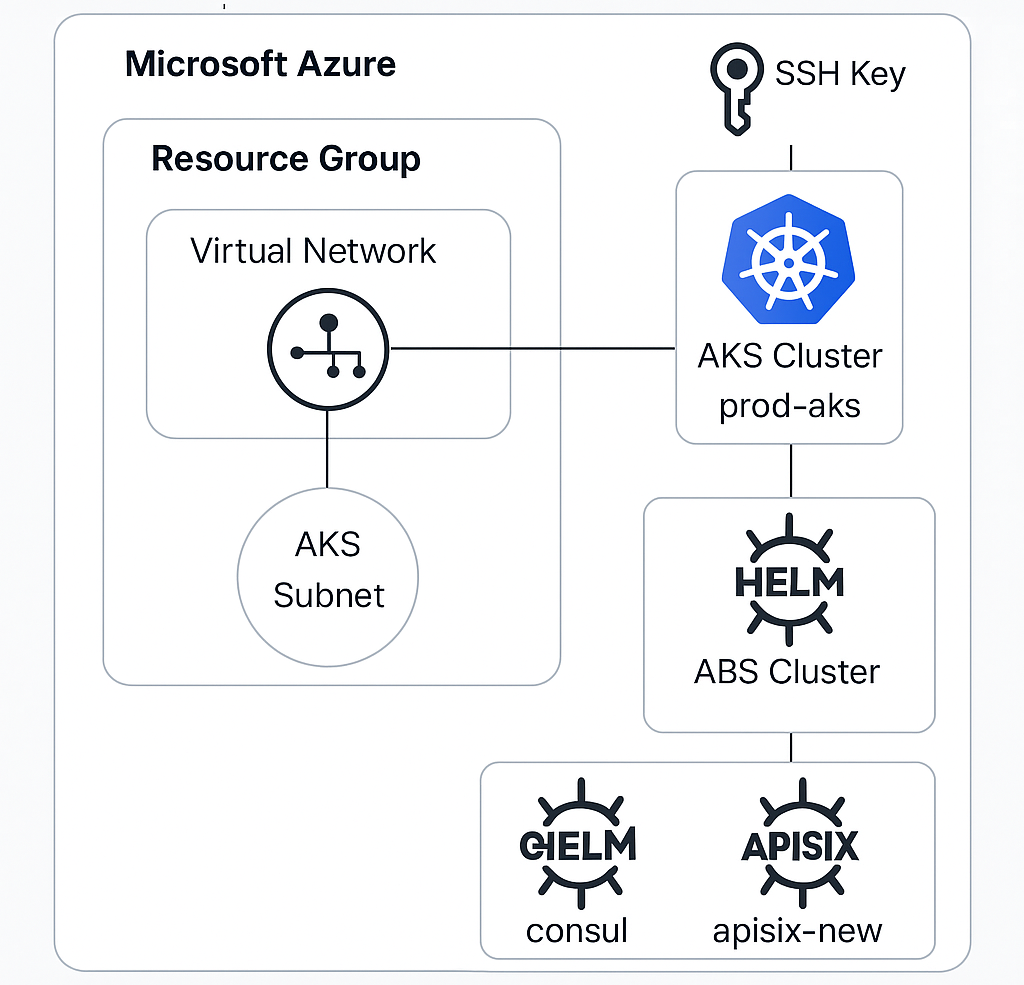 Microsoft Azure
SSH Key
Resource Group
Virtual Network
AKS Cluster
prod-aks
AKS
Subnet
HELM
ABS Cluster
APISIX
consul
apisix-new